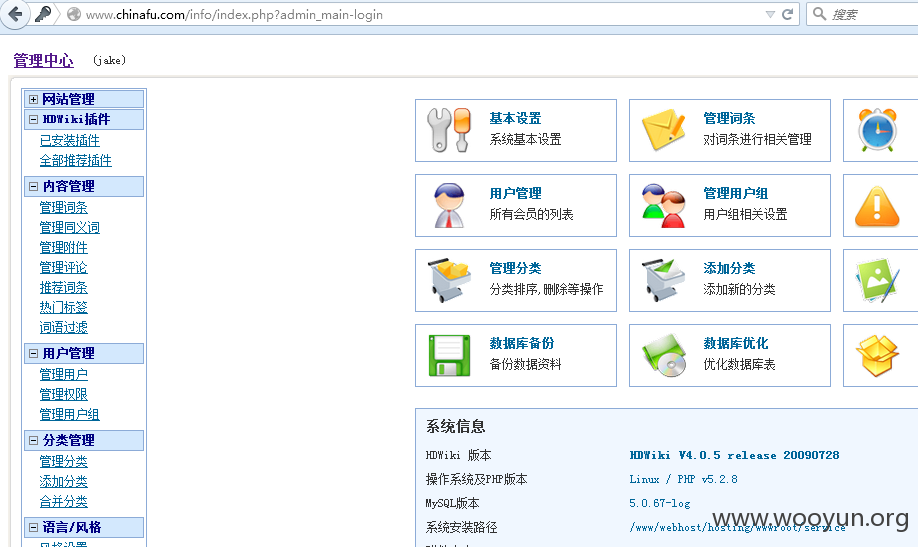 www.chinafu.com/info/index.php?admin_main-login
搜索
管理中心 (jake)
网站管理
HDWiki插件
已安装插件
全部推荐插件
内容管理
管理词条
管理同义词
管理附件
管理评论
推荐词条
热门标签
词语过滤
用户管理
管理用户
管理权限
管理用户组
分类管理
管理分类
添加分类
合并分类
语言/风格
基本设置
系统基本设置
管理词条
对词条进行相关管理
用户管理
所有会员的列表
管理用户组
用户组相关设置
管理分类
分类排序,删除等操作
添加分类
添加新的分类
数据库备份
备份数据资料
数据库优化
优化数据库表
系统信息
HDWiki 版本 HDWiki V4.0.5 release 20090728
操作系统及PHP版本 Linux / PHP v5.2.8
MySQL版本 5.0.67-log
系统安装路径 /www/webhost/hosting/wwwroot/service
www.wooyun.org